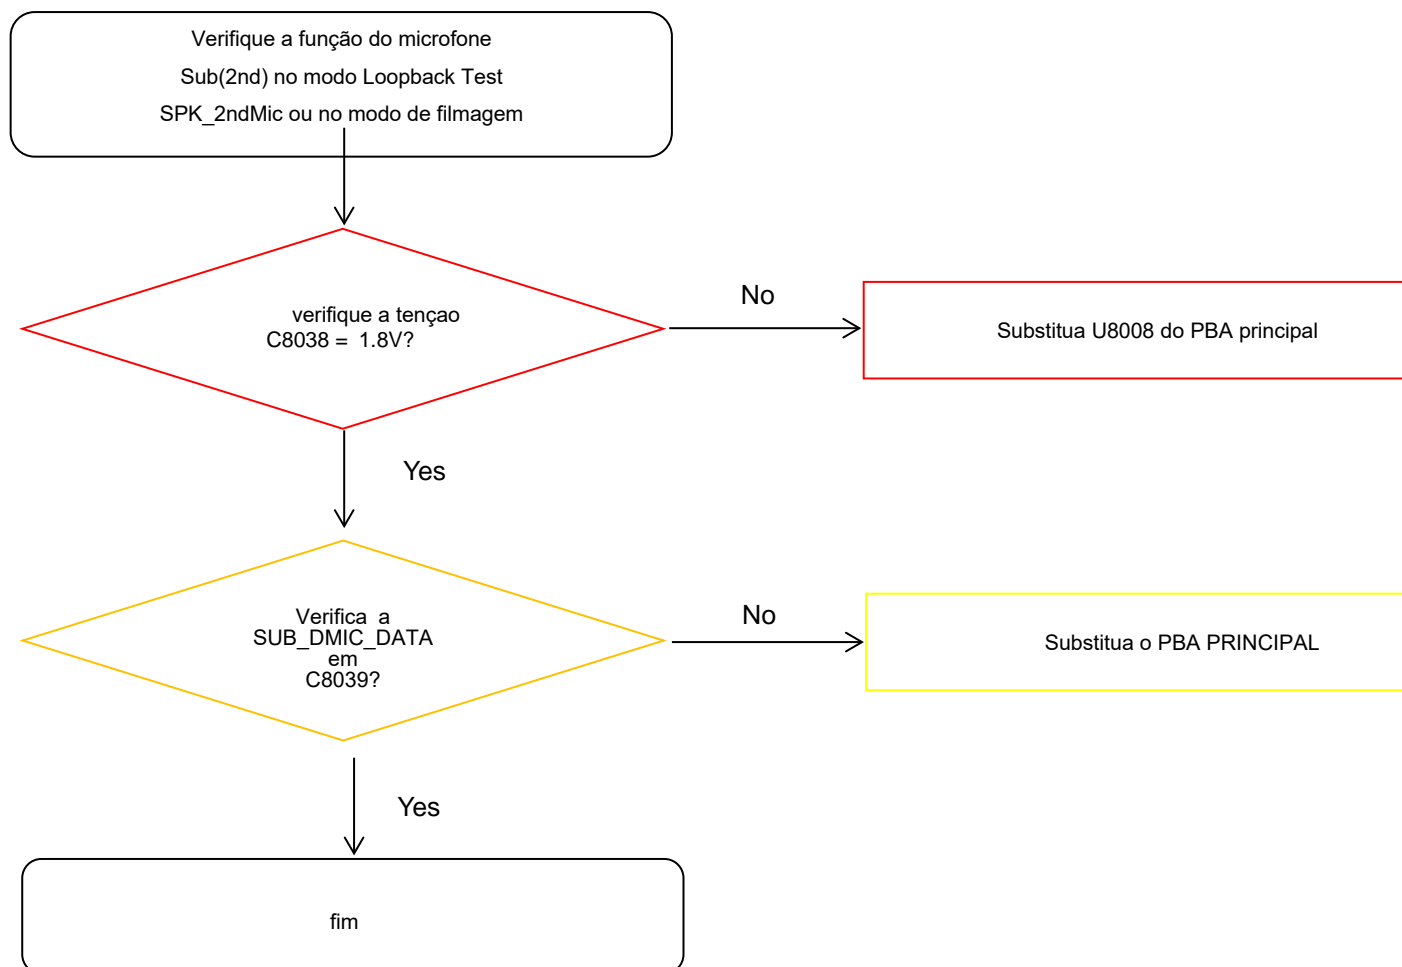 Verifique a função do microfone
Sub(2nd) no modo Loopback Test
SPK_2ndMic ou no modo de filmagem
verifique a tençao
C8038 = 1.8V?
No
Substitua U8008 do PBA principal
Yes
Verifica a
SUB_DMIC_DATA
em
C8039?
No
Substitua o PBA PRINCIPAL
Yes
fim